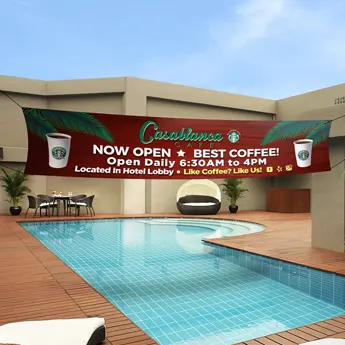 Casablanca
CAFE
NOW OPEN ★ BEST COFFEE!
Open Daily 6:30AM to 4PM
Located In Hotel Lobby • Like Coffee? Like Us!